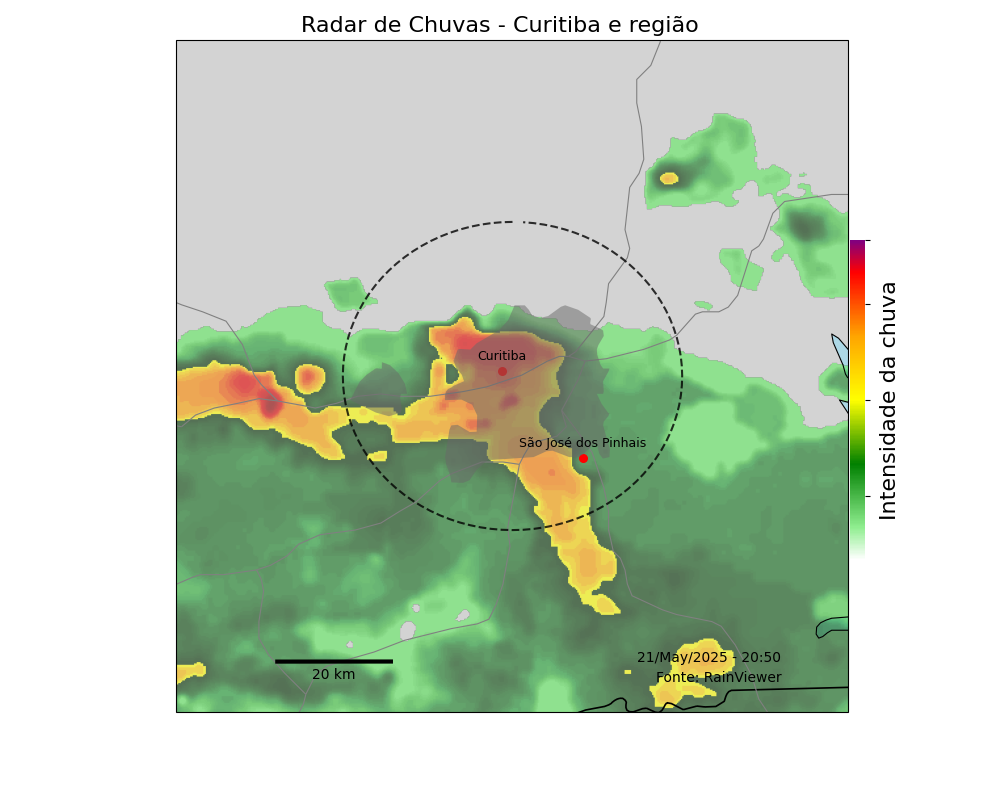 Radar de Chuvas - Curitiba e região
Curitiba
São José dos Pinhais
Intensidade da chuva
21/May/2025 - 20:50
Fonte: RainViewer
20 km